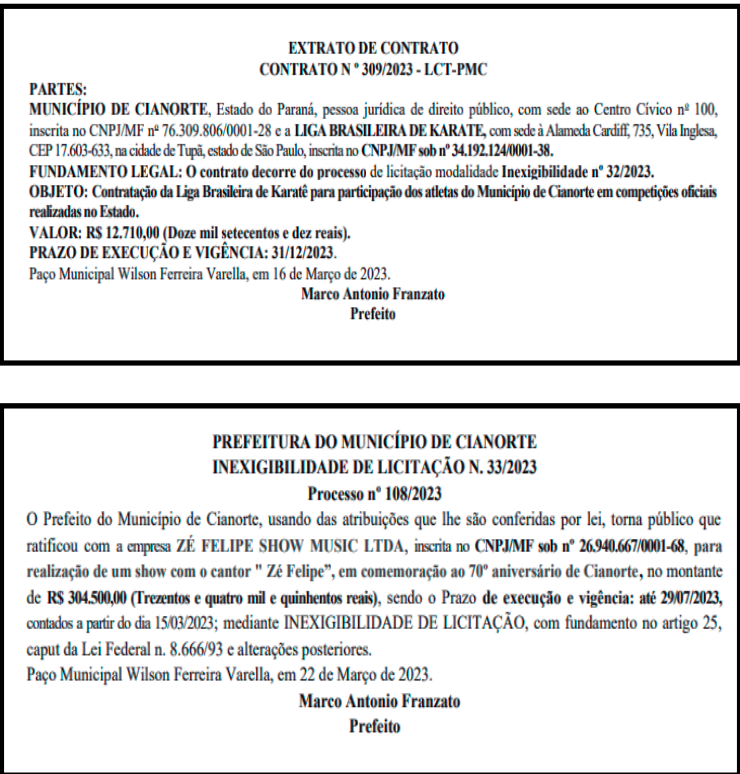 EXTRATO DE CONTRATO
CONTRATO N º 309/2023 - LCT-PMC
PARTES:
MUNICÍPIO DE CIANORTE, Estado do Paraná, pessoa jurídica de direito público, com sede ao Centro Cívico nº 100,
inscrita no CNPJ/MF nº 76.309.806/0001-28 e a LIGA BRASILEIRA DE KARATE, com sede à Alameda Cardiff, 735, Vila Inglesa,
CEP 17.603-633, na cidade de Tupã, estado de São Paulo, inscrita no CNPJ/MF sob nº 34.192.124/0001-38.
FUNDAMENTO LEGAL: O contrato decorre do processo de licitação modalidade Inexigibilidade nº 32/2023.
OBJETO: Contratação da Liga Brasileira de Karatê para participação dos atletas do Município de Cianorte em competições oficiais
realizadas no Estado.
VALOR: R$ 12.710,00 (Doze mil setecentos e dez reais).
PRAZO DE EXECUÇÃO E VIGÊNCIA: 31/12/2023.
Paço Municipal Wilson Ferreira Varella, em 16 de Março de 2023.
Marco Antonio Franzato
Prefeito
PREFEITURA DO MUNICÍPIO DE CIANORTE
INEXIGIBILIDADE DE LICITAÇÃO N. 33/2023
Processo nº 108/2023
O Prefeito do Município de Cianorte, usando das atribuições que lhe são conferidas por lei, torna público que
ratificou com a empresa ZÉ FELIPE SHOW MUSIC LTDA, inscrita no CNPJ/MF sob nº 26.940.667/0001-68, para
realização de um show com o cantor " Zé Felipe”, em comemoração ao 70º aniversário de Cianorte, no montante
de R$ 304.500,00 (Trezentos e quatro mil e quinhentos reais), sendo o Prazo de execução e vigência: até 29/07/2023,
contados a partir do dia 15/03/2023; mediante INEXIGIBILIDADE DE LICITAÇÃO, com fundamento no artigo 25,
caput da Lei Federal n. 8.666/93 e alterações posteriores.
Paço Municipal Wilson Ferreira Varella, em 22 de Março de 2023.
Marco Antonio Franzato
Prefeito